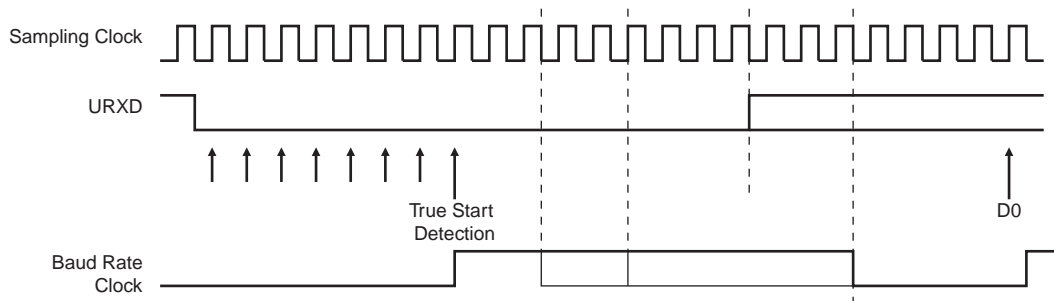 Sampling Clock
URXD
True Start
Detection
D0
Baud Rate
Clock